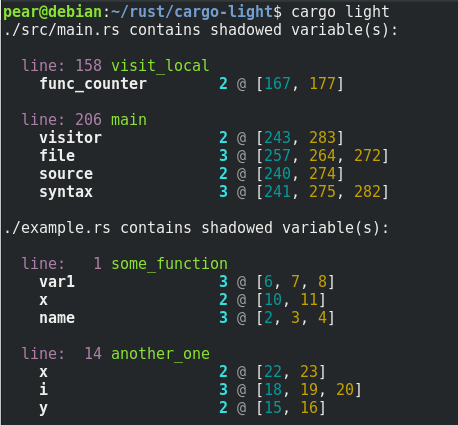 pear@debian:~/rust/cargo-light$ cargo light
./src/main.rs contains shadowed variable(s):
line: 158 visit_local
func_counter 2 @ [167, 177]
line: 206 main
visitor 2 @ [243, 283]
file 3 @ [257, 264, 272]
source 2 @ [240, 274]
syntax 3 @ [241, 275, 282]
./example.rs contains shadowed variable(s):
line: 1 some_function
var1 3 @ [6, 7, 8]
x 2 @ [10, 11]
name 3 @ [2, 3, 4]
line: 14 another_one
x 2 @ [22, 23]
i 3 @ [18, 19, 20]
y 2 @ [15, 16]